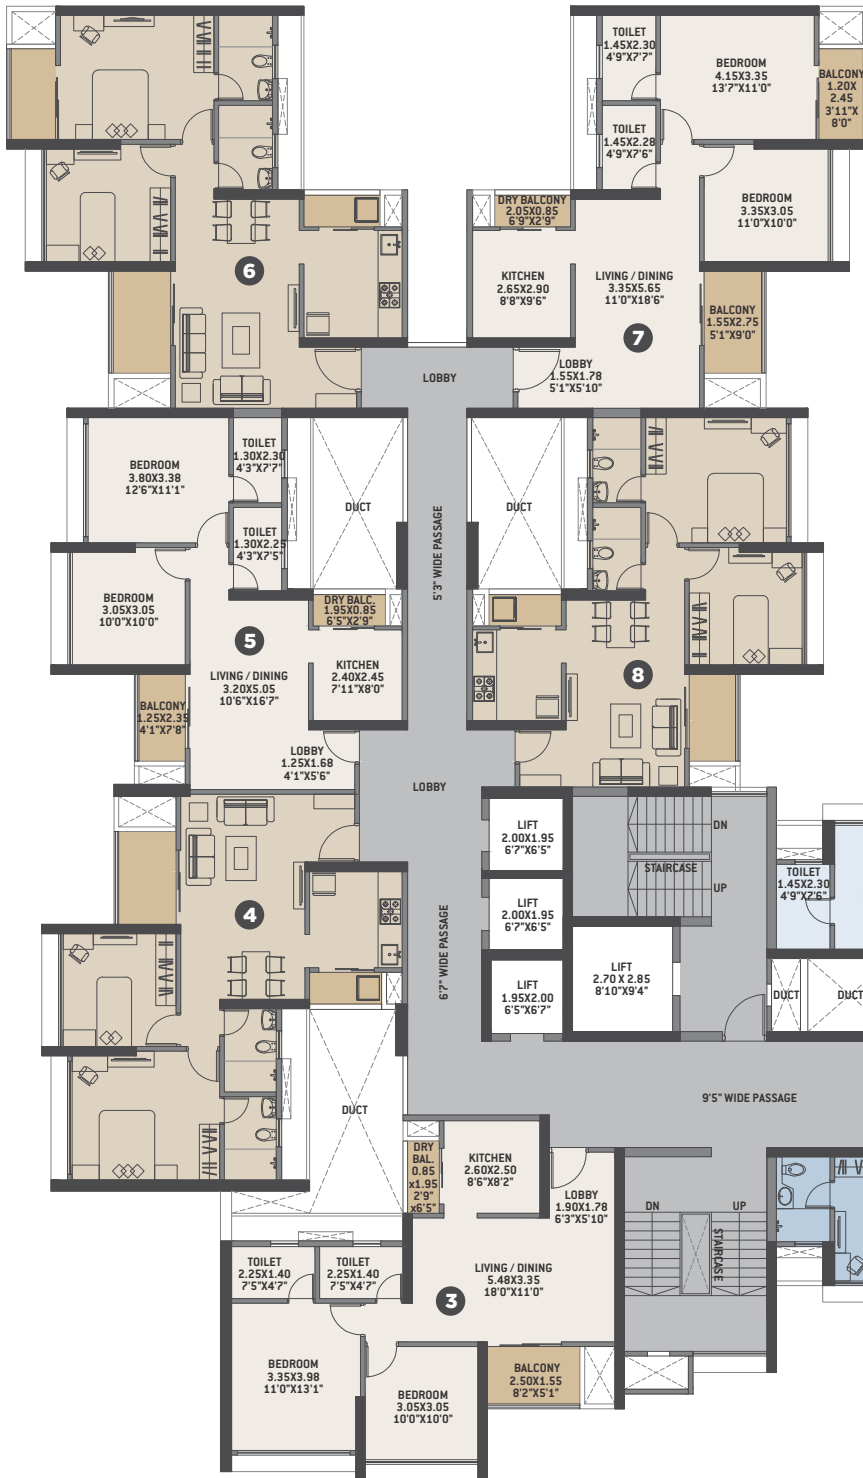 TOILET
1.45X2.30
4'9"X7'7"
BEDROOM
4.15X3.35
13'7"X11'0"
BALCONY
1.20X
2.45
3'11"X
8'0"
TOILET
1.45X2.28
4'9"X7'6"
BEDROOM
3.35X3.05
11'0"X10'0"
DRY BALCONY
2.05X0.85
6'9"X2'9"
6
KITCHEN
2.65X2.90
8'8"X9'6"
LIVING / DINING
3.35X5.65
11'0"X18'6"
BALCONY
1.55X2.75
5'1"X9'0"
7
LOBBY
LOBBY
1.55X1.78
5'1"X5'10"
BEDROOM
3.80X3.38
12'6"X11'1"
TOILET
1.30X2.30
4'3"X7'7"
DUCT
DUCT
5'3" WIDE PASSAGE
TOILET
1.30X2.25
4'3"X7'5"
BEDROOM
3.05X3.05
10'0"X10'0"
DRY BALC.
1.95X0.85
6'5"X2'9"
5
LIVING / DINING
3.20X5.05
10'6"X16'7"
KITCHEN
2.40X2.45
7'11"X8'0"
8
BALCONY
1.25X2.35
4'1"X7'8"
LOBBY
1.25X1.68
4'1"X5'6"
LOBBY
LIFT
2.00X1.95
6'7"X6'5"
DN
STAIRCASE
UP
TOILET
1.45X2.30
4'9"X7'6"
LIFT
2.00X1.95
6'7"X6'5"
4
6'7" WIDE PASSAGE
LIFT
1.95X2.00
6'5"X6'7"
LIFT
2.70 X 2.85
8'10"X9'4"
DUCT
DUCT
DUCT
9'5" WIDE PASSAGE
DRY
BAL.
0.85
x1.95
2'9"
x6'5"
KITCHEN
2.60X2.50
8'6"X8'2"
LOBBY
1.90X1.78
6'3"X5'10"
DN
UP
STAIRCASE
TOILET
2.25X1.40
7'5"X4'7"
TOILET
2.25X1.40
7'5"X4'7"
LIVING / DINING
5.48X3.35
18'0"X11'0"
3
BEDROOM
3.35X3.98
11'0"X13'1"
BEDROOM
3.05X3.05
10'0"X10'0"
BALCONY
2.50X1.55
8'2"X5'1"